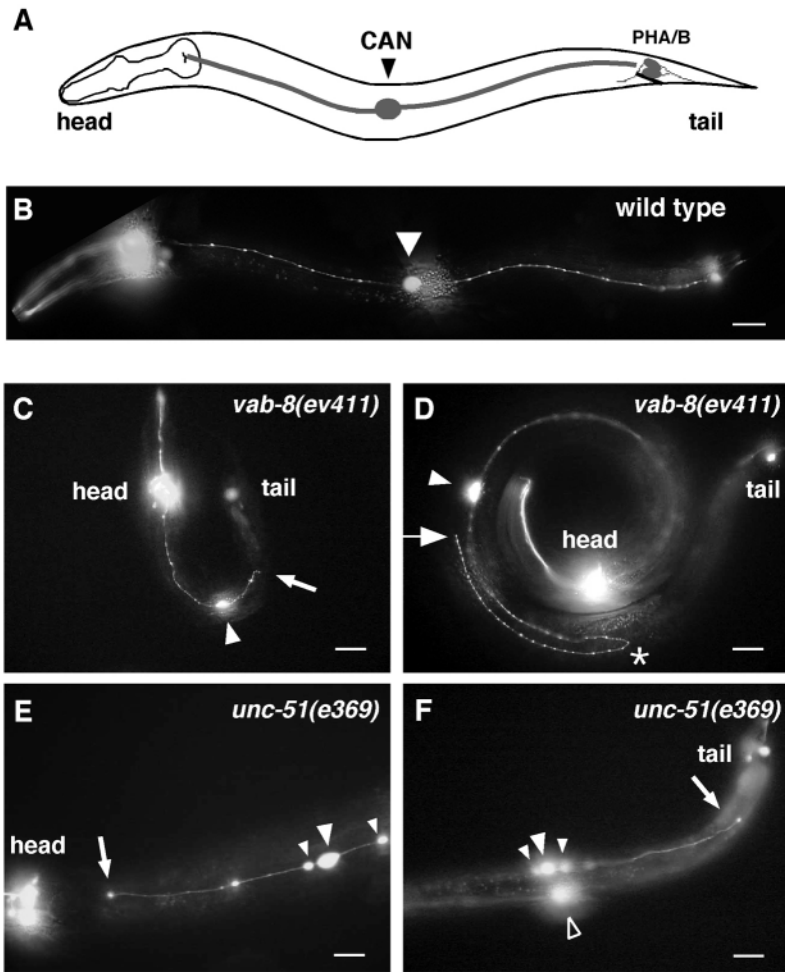 A
CAN
PHA/B
head
tail
B
wild type
C
vab-8(ev411)
head
tail
D
vab-8(ev411)
tail
head
*
E
unc-51(e369)
head
F
unc-51(e369)
tail